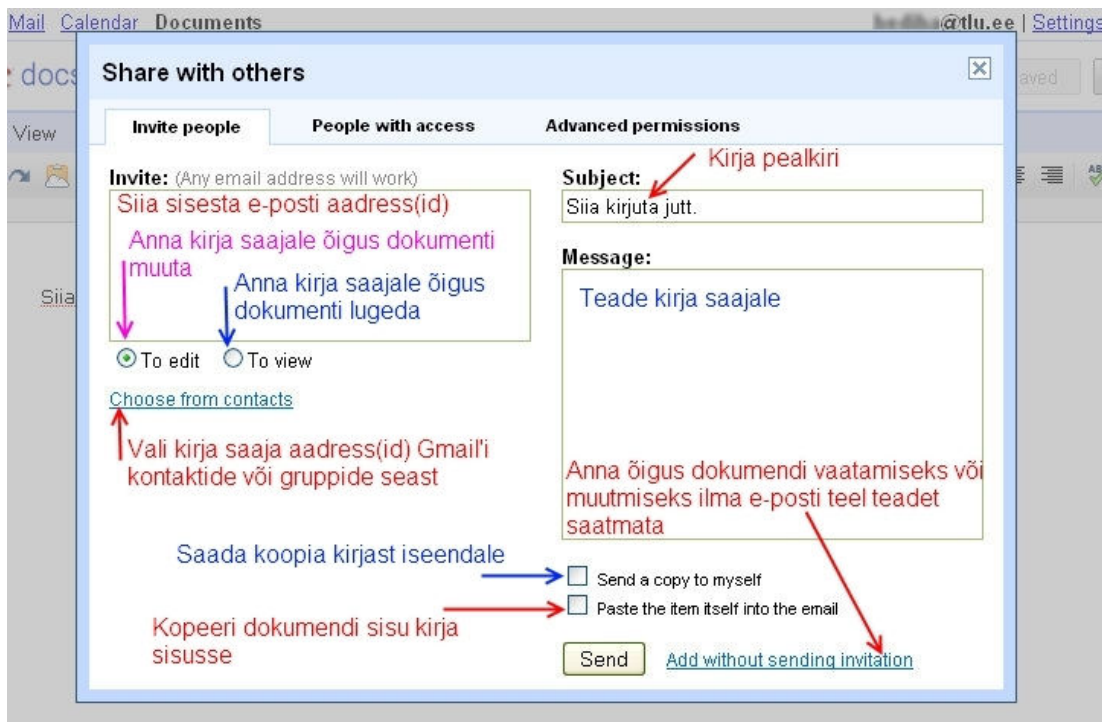 Mail Calendar Documents @tlu.ee | Settings
docs
Share with others
aved
View
Invite people People with access Advanced permissions
Kirja pealkiri
Invite: (Any email address will work)
Siia sisesta e-posti aadress(id)
Anna kirja saajale õigus dokumenti
muuta
Anna kirja saajale õigus
dokumenti lugeda
Siia
To edit To view
Choose from contacts
Vali kirja saaja aadress(id) Gmail'i
kontaktide või gruppide seast
Subject:
Siia kirjuta jutt.
Message:
Teade kirja saajale
Anna õigus dokumendi vaatamiseks või
muutmiseks ilma e-posti teel teadet
saatmata
Saada koopia kirjast iseendale
Send a copy to myself
Paste the item itself into the email
Kopeeri dokumendi sisu kirja
sisusse
Send Add without sending invitation